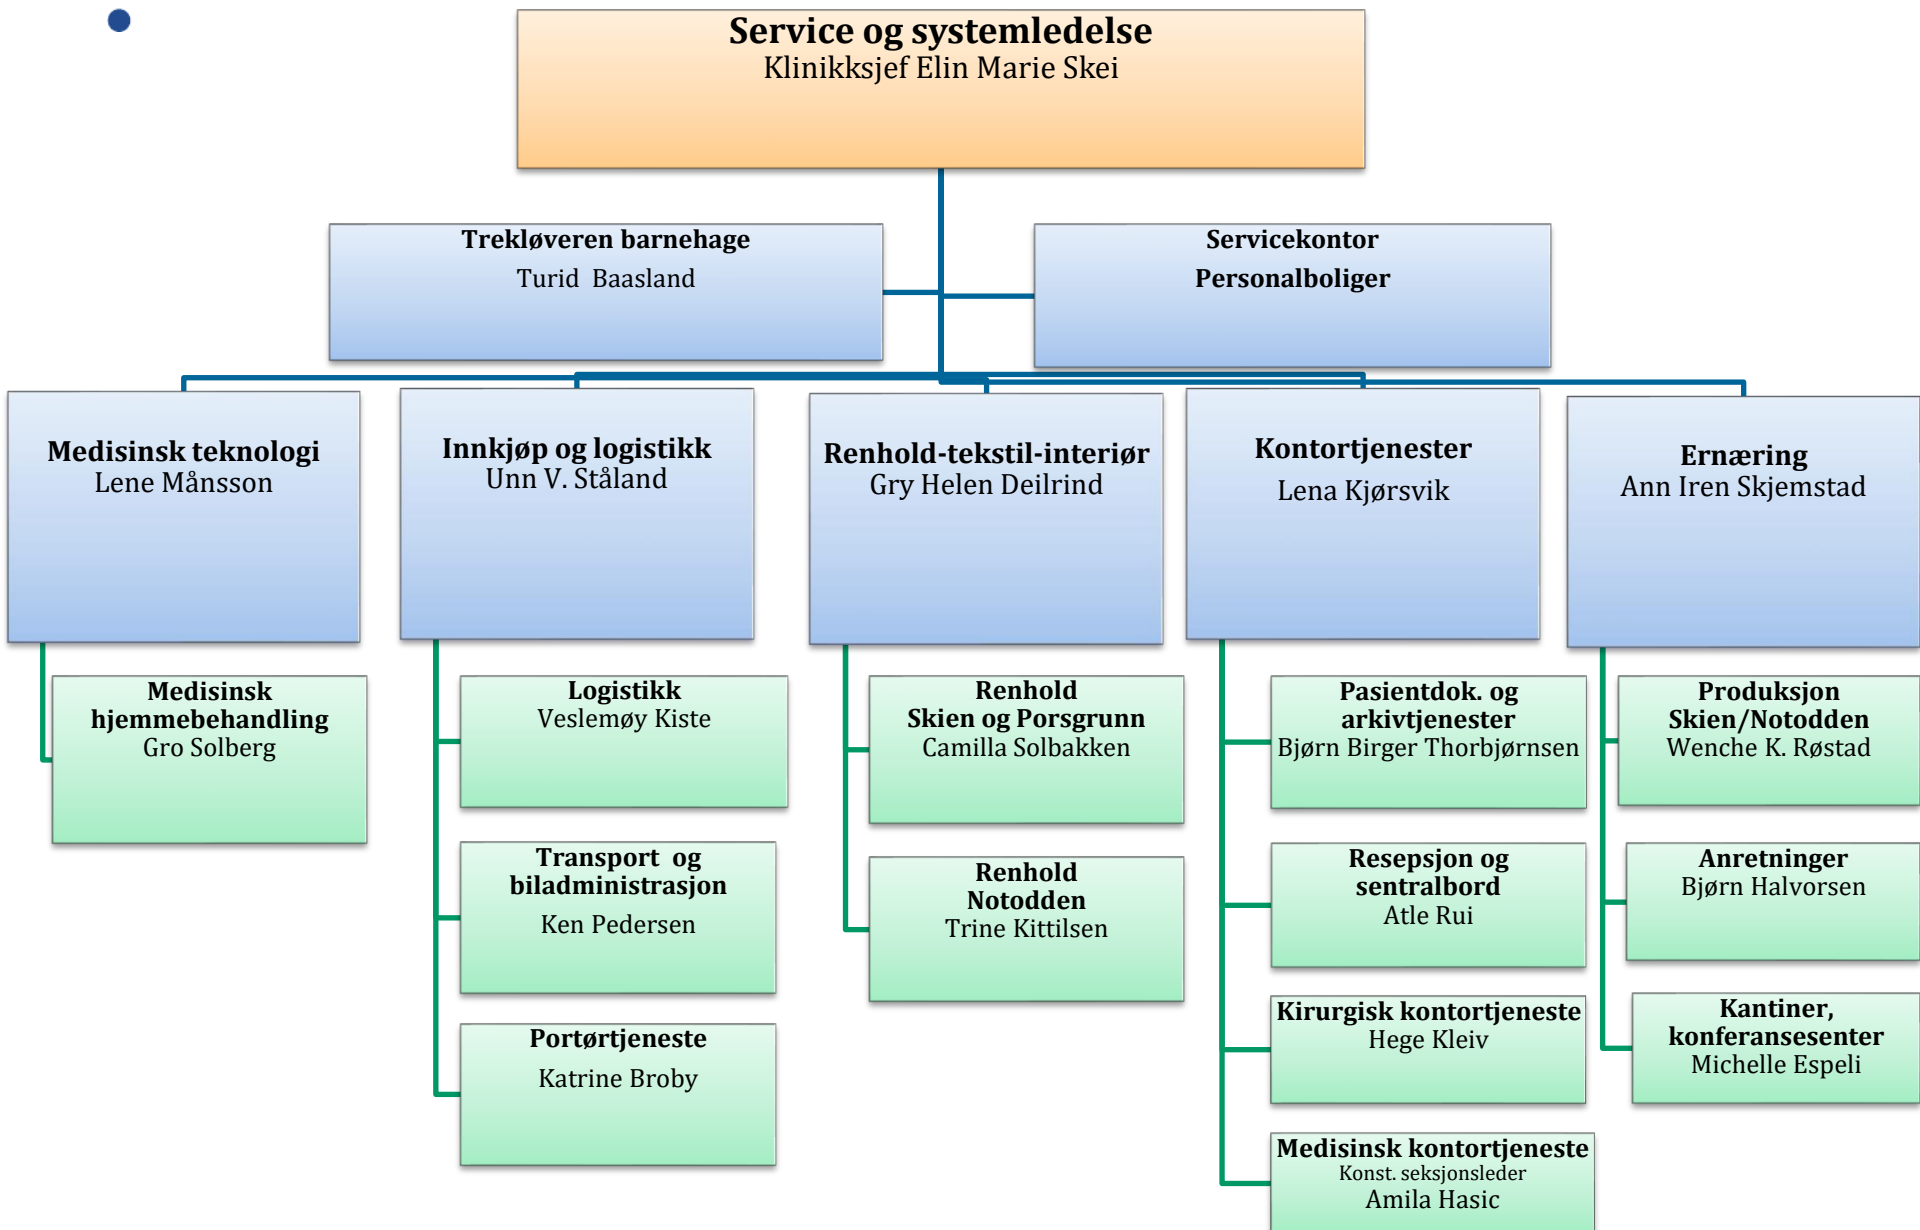 Service og systemledelse
Klinikksjef Elin Marie Skei
Trekløveren barnehage
Turid Baasland
Servicekontor
Personalboliger
Medisinsk teknologi
Lene Månsson
Innkjøp og logistikk
Unn V. Ståland
Renhold-tekstil-interiør
Gry Helen Deilrind
Kontortjenester
Lena Kjørsvik
Ernæring
Ann Iren Skjemstad
Medisinsk
hjemmebehandling
Gro Solberg
Logistikk
Veslemøy Kiste
Transport og
biladministrasjon
Ken Pedersen
Portørtjeneste
Katrine Broby
Renhold
Skien og Porsgrunn
Camilla Solbakken
Renhold
Notodden
Trine Kittilsen
Pasientdok. og
arkivtjenester
Bjørn Birger Thorbjørnsen
Resepsjon og
sentralbord
Atle Rui
Kirurgisk kontortjeneste
Hege Kleiv
Medisinsk kontortjeneste
Konst. seksjonsleder
Amila Hasic
Produksjon
Skien/Notodden
Wenche K. Røstad
Anretninger
Bjørn Halvorsen
Kantiner,
konferansesenter
Michelle Espeli